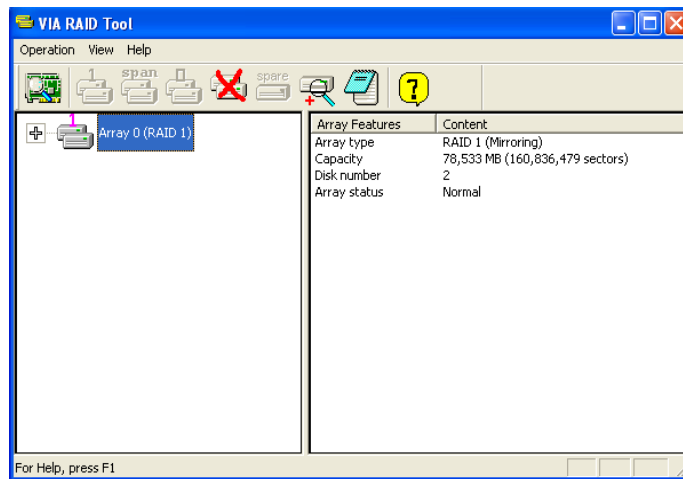 VIA RAID Tool
Operation View Help
1 span spare
1
Array 0 (RAID 1)
Array Features Content
Array type RAID 1 (Mirroring)
Capacity 78,533 MB (160,836,479 sectors)
Disk number 2
Array status Normal
For Help, press F1